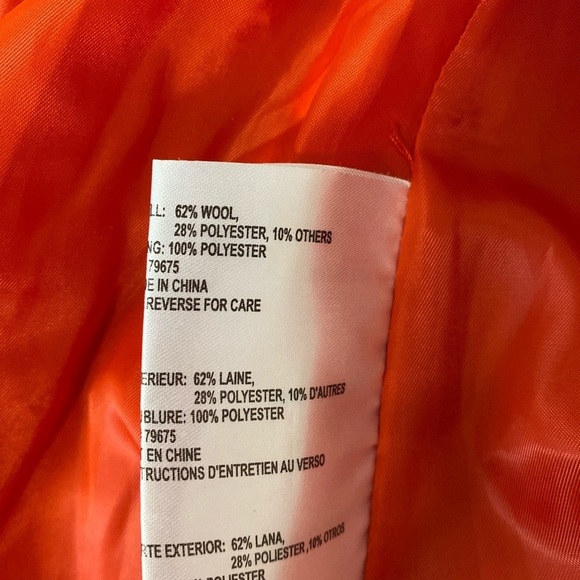 LL: 62% WOOL,
28% POLYESTER, 10% OTHERS
NG: 100% POLYESTER
79675
E IN CHINA
REVERSE FOR CARE
ERIEUR: 62% LAINE,
28% POLYESTER, 10% D'AUTRES
BLURE: 100% POLYESTER
79675
EN CHINE
TRUCTIONS D'ENTRETIEN AU VERSO
RTE EXTERIOR: 62% LANA,
28% POLIESTER, 10% OTROS
100% POLYESTER